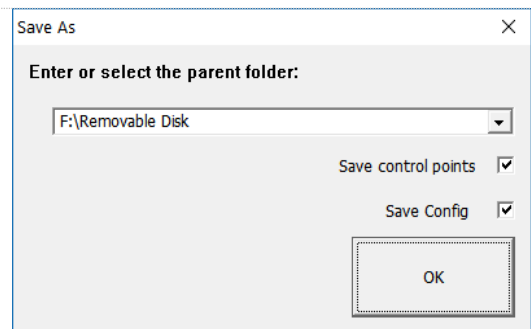 Save As
Enter or select the parent folder:
F:\Removable Disk
Save control points
Save Config
OK